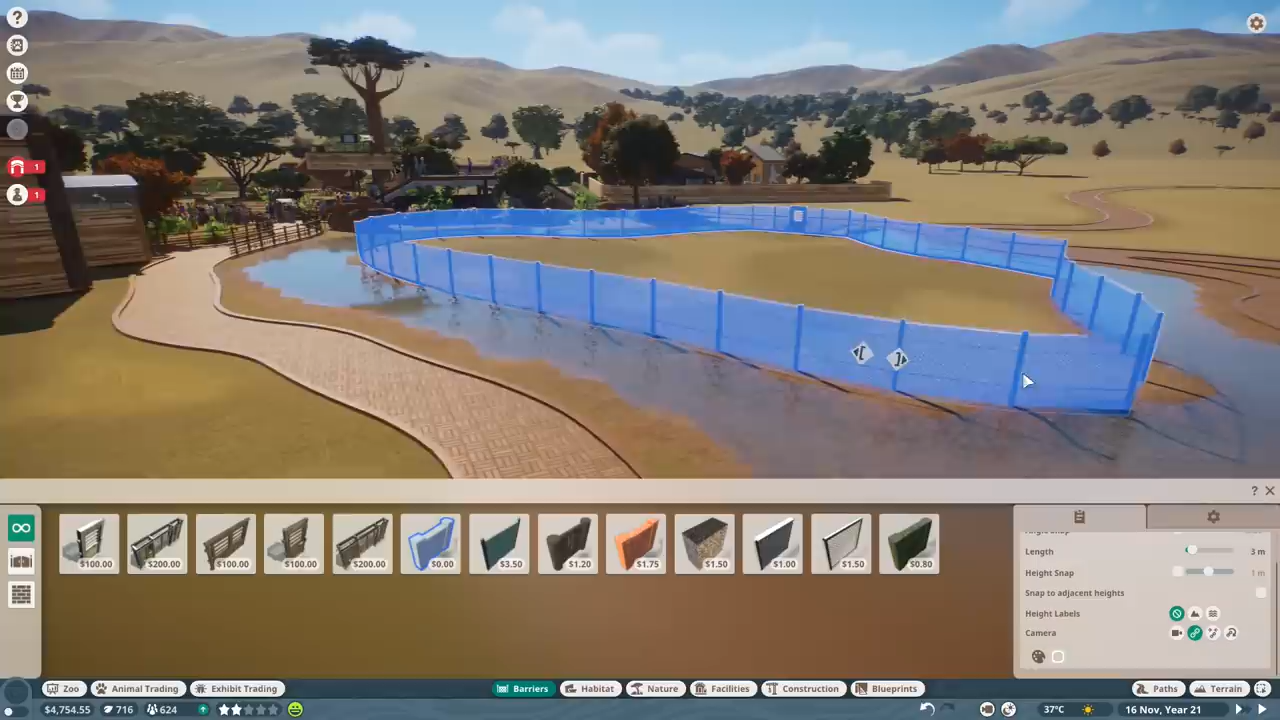 ?
1
1
? X
$100.00 $200.00 $100.00 $100.00 $200.00 $0.00 $3.50 $1.20 $1.75 $1.50 $1.00 $1.50 $0.80
Length 3 m
Height Snap 1 m
Snap to adjacent heights
Height Labels
Camera
Zoo Animal Trading Exhibit Trading Barriers Habitat Nature Facilities Construction Blueprints Paths Terrain
$4,754.55 716 624 37°C 16 Nov, Year 21